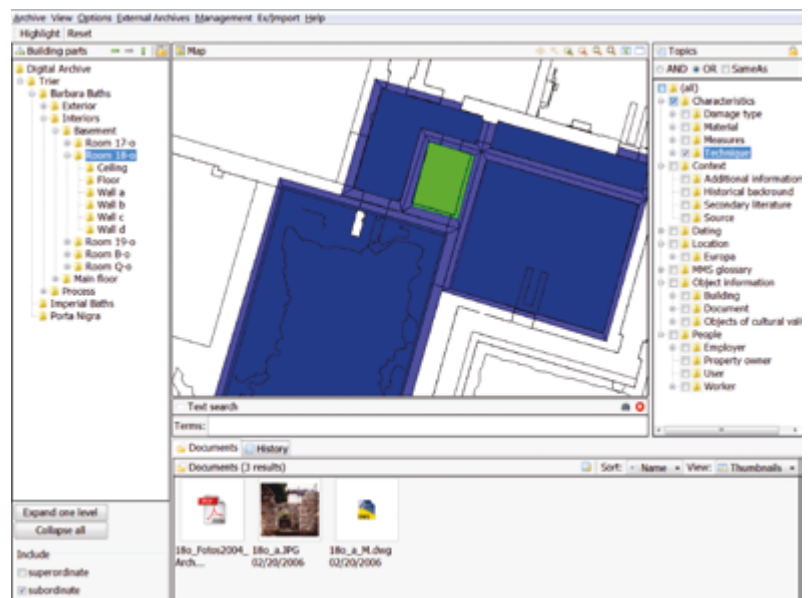 Archive View Options External Archives Management Ex/Import Help
Highlight Reset
Building parts
Digital Archive
Trier
Barbara Baths
Exterior
Interiors
Basement
Room 17-o
Room 18-o
Ceiling
Floor
Wall a
Wall b
Wall c
Wall d
Room 19-o
Room B-o
Room Q-o
Main floor
Process
Imperial Baths
Porta Nigra
Expand one level
Collapse all
Include
superordinate
subordinate
Map
Text search
Terms:
Documents History
Documents (3 results) Sort: Name View: Thumbnails
18o_Fotos2004_ 18o_a.JPG 18o_a_M.dwg
Arch... 02/20/2006 02/20/2006
Topics
AND OR SameAs
(all)
Characteristics
Damage type
Material
Measures
Technique
Context
Additional information
Historical backround
Secondary literature
Source
Dating
Location
Europa
MMS glossary
Object information
Building
Document
Objects of cultural val
People
Employer
Property owner
User
Worker